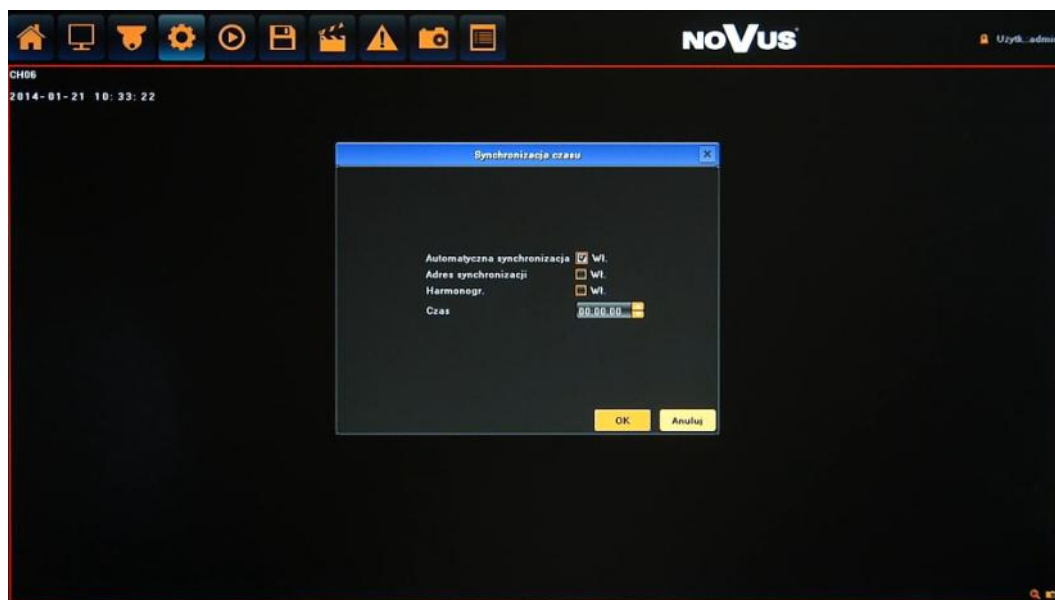 NOVUS
Użytk.:admi
CH06
2014-01-21 10:33:22
Synchronizacja czasu
Automatyczna synchronizacja Wł.
Adres synchronizacji Wł.
Harmonogr. Wł.
Czas 00:00:00
OK Anuluj